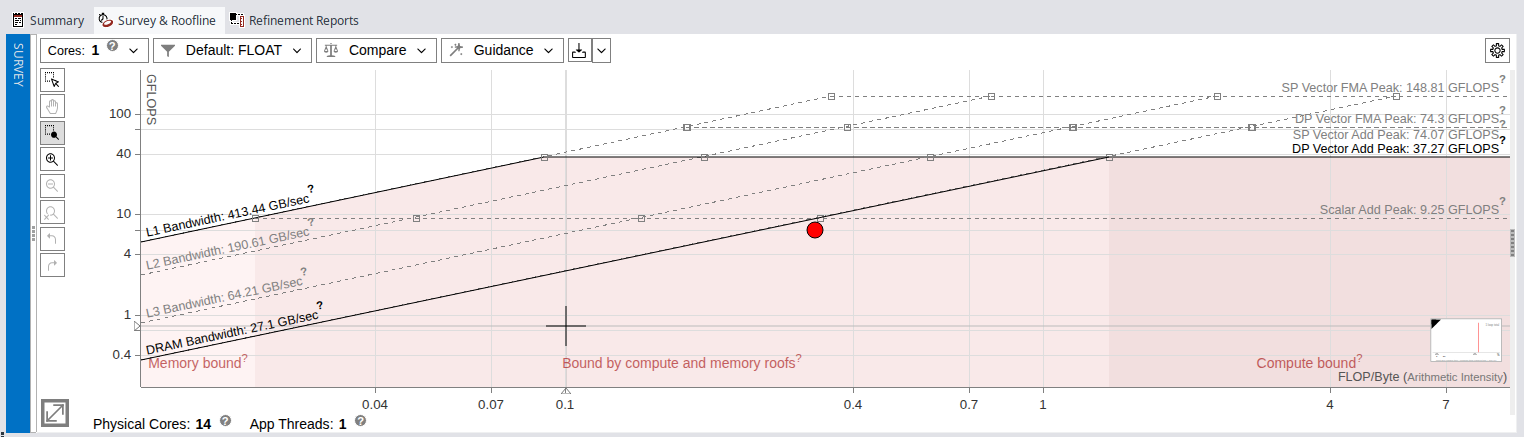 Summary
Survey & Roofline
Refinement Reports
SURVEY
Cores: 1 ?
Default: FLOAT
Compare
Guidance
GFLOPS
SP Vector FMA Peak: 148.81 GFLOPS?
100
DP Vector FMA Peak: 74.3 GFLOPS?
SP Vector Add Peak: 74.07 GFLOPS?
40
DP Vector Add Peak: 37.27 GFLOPS?
L1 Bandwidth: 413.44 GB/sec?
10
Scalar Add Peak: 9.25 GFLOPS?
L2 Bandwidth: 190.61 GB/sec?
4
L3 Bandwidth: 64.21 GB/sec?
1
DRAM Bandwidth: 27.1 GB/sec?
0.4
Memory bound?
Bound by compute and memory roofs?
Compute bound?
FLOP/Byte (Arithmetic Intensity)
0.04
0.07
0.1
0.4
0.7
1
4
7
Physical Cores: 14 ?
App Threads: 1 ?